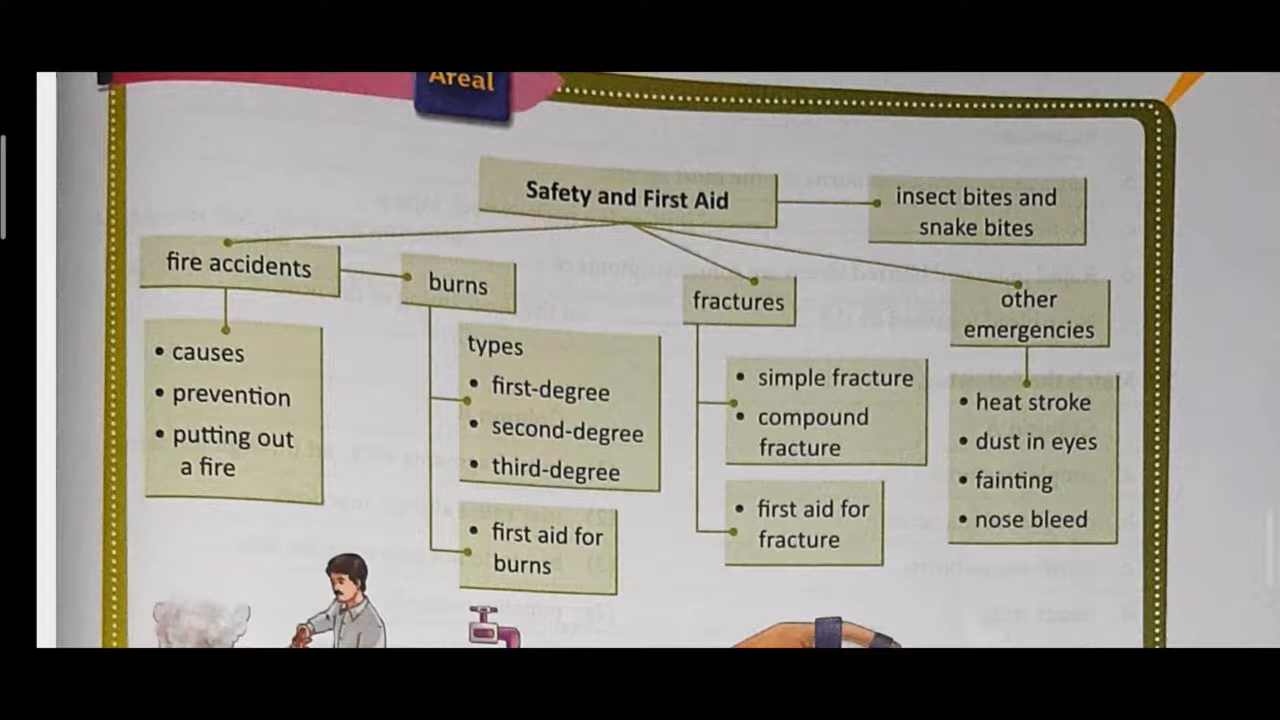 Areal
Safety and First Aid
insect bites and
snake bites
fire accidents
burns
fractures
other
emergencies
• causes
• prevention
• putting out
a fire
types
• first-degree
• second-degree
• third-degree
• first aid for
burns
• simple fracture
• compound
fracture
• first aid for
fracture
• heat stroke
• dust in eyes
• fainting
• nose bleed